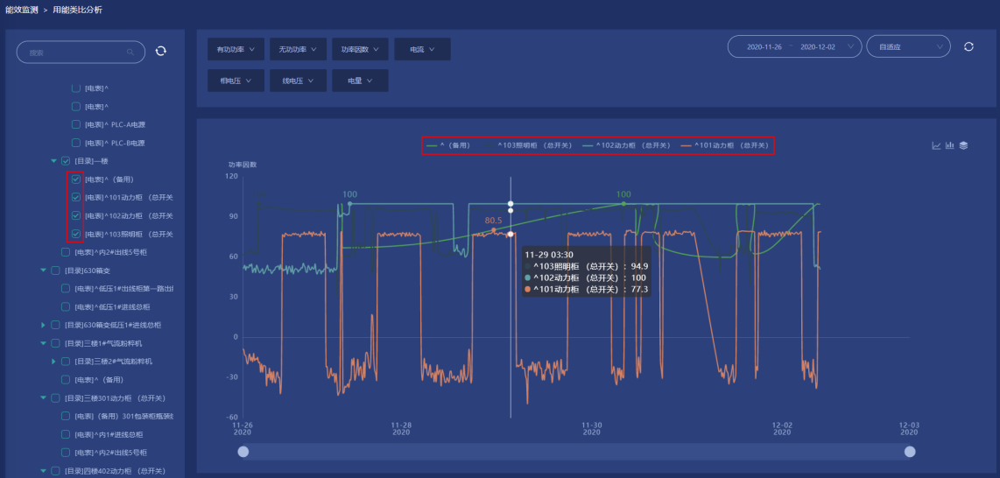 能效监测 > 用能类比分析
搜索
[电表]^
[电表]^
[电表]^ PLC-A电源
[电表]^ PLC-B电源
[目录]一楼
[电表]^（备用）
[电表]^101动力柜 （总开关
[电表]^102动力柜 （总开关
[电表]^103照明柜 （总开关
[电表]^内2#出线5号柜
[目录]630箱变
[电表]^低压1#出线柜第一路出
[电表]^低压1#进线总柜
[目录]630箱变低压1#进线总柜
[目录]三楼1#气流粉粹机
[目录]三楼2#气流粉粹机
[电表]^（备用）
[目录]三楼301动力柜 （总开关）
[电表]（备用）301包装柜瓶装
[电表]^内1#进线总柜
[电表]^内2#出线5号柜
[目录]四楼402动力柜 （总开关）
有功功率 无功功率 功率因数 电流
相电压 线电压 电量
2020-11-26 ~ 2020-12-02
自适应
^（备用） ^103照明柜 （总开关） ^102动力柜 （总开关） ^101动力柜 （总开关）
功率因数
120
90
60
30
0
-30
-60
100
80.5
100
11-29 03:30
^103照明柜 （总开关）: 94.9
^102动力柜 （总开关）: 100
^101动力柜 （总开关）: 77.3
11-26 11-28 11-30 12-02 12-03
2020 2020 2020 2020 2020